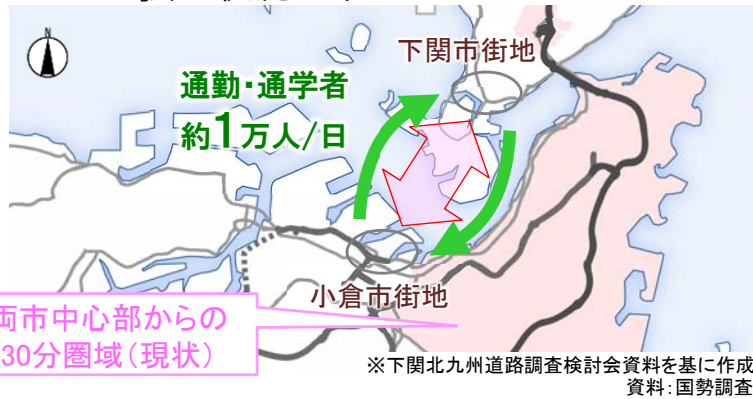 下関市街地
通勤・通学者
約1万人/日
小倉市街地
両市中心部からの
30分圏域（現状）
※下関北九州道路調査検討会資料を基に作成
資料：国勢調査